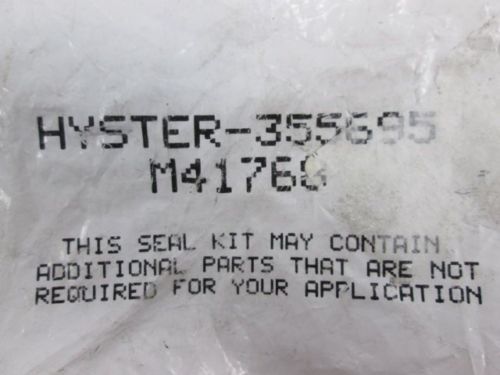 HYSTER-355695
M41768
THIS SEAL KIT MAY CONTAIN
ADDITIONAL PARTS THAT ARE NOT
REQUIRED FOR YOUR APPLICATION